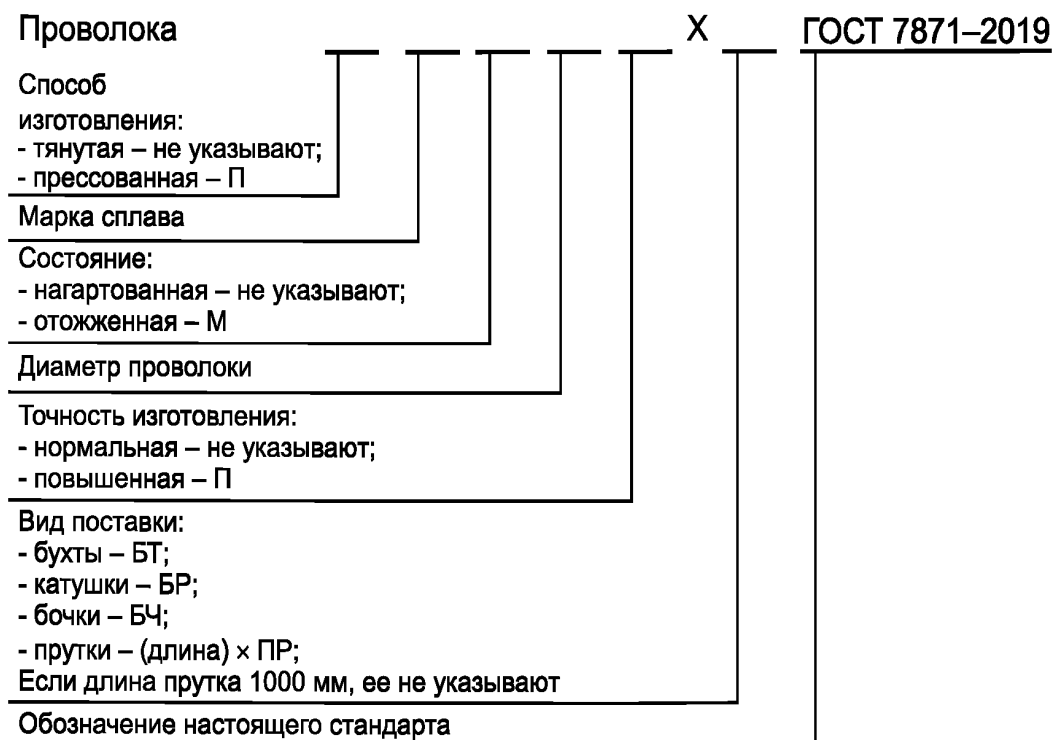 Проволока Х ГОСТ 7871–2019
Способ
изготовления:
- тянутая – не указывают;
- прессованная – П
Марка сплава
Состояние:
- нагартованная – не указывают;
- отожженная – М
Диаметр проволоки
Точность изготовления:
- нормальная – не указывают;
- повышенная – П
Вид поставки:
- бухты – БТ;
- катушки – БР;
- бочки – БЧ;
- прутки – (длина) × ПР;
Если длина прутка 1000 мм, ее не указывают
Обозначение настоящего стандарта